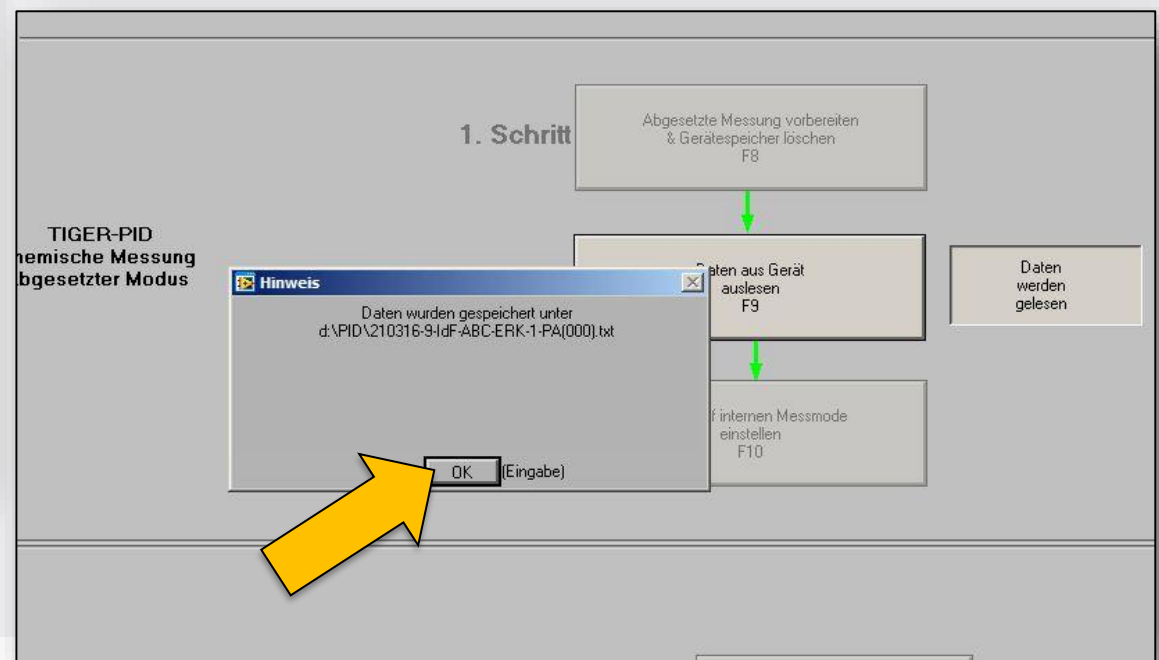 1. Schritt
Abgesetzte Messung vorbereiten
& Gerätespeicher löschen
F8
TIGER-PID
hemische Messung
bgesetzter Modus
Daten aus Gerät
auslesen
F9
Daten
werden
gelesen
Hinweis
Daten wurden gespeichert unter
d:\PID\210316-9-IdF-ABC-ERK-1-PA(000).txt
OK (Eingabe)
f internen Messmode
einstellen
F10